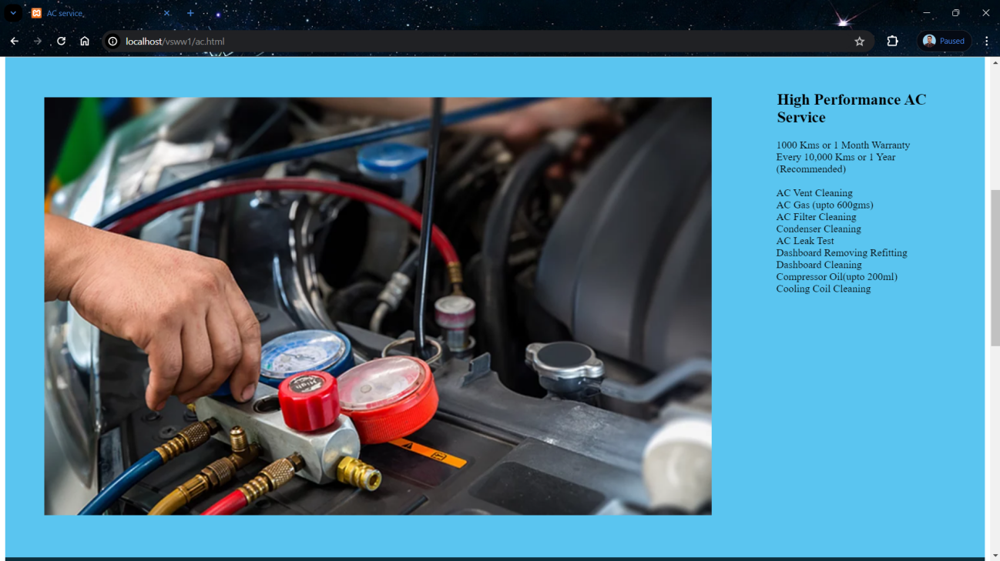 AC service,
localhost/vsww1/ac.html
Paused
High Performance AC
Service
1000 Kms or 1 Month Warranty
Every 10,000 Kms or 1 Year
(Recommended)
AC Vent Cleaning
AC Gas (upto 600gms)
AC Filter Cleaning
Condenser Cleaning
AC Leak Test
Dashboard Removing Refitting
Dashboard Cleaning
Compressor Oil(upto 200ml)
Cooling Coil Cleaning
High